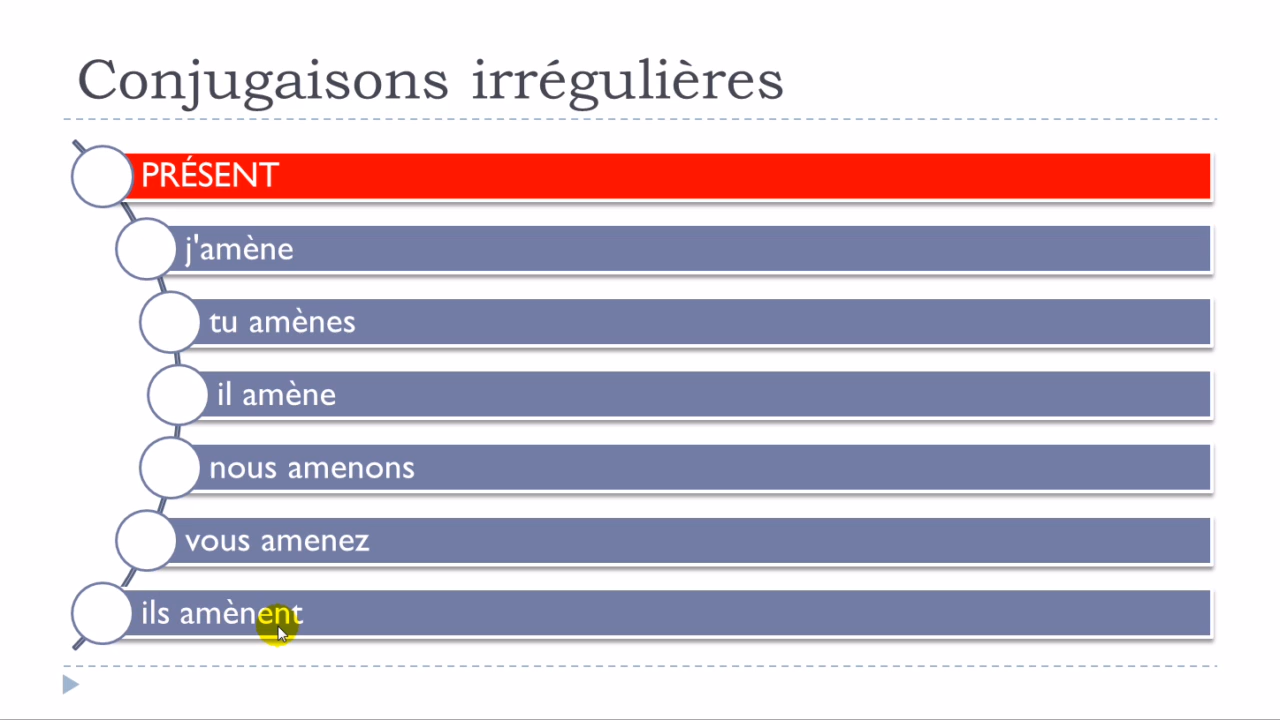 Conjugaisons irrégulières
PRÉSENT
j'amène
tu amènes
il amène
nous amenons
vous amenez
ils amènent